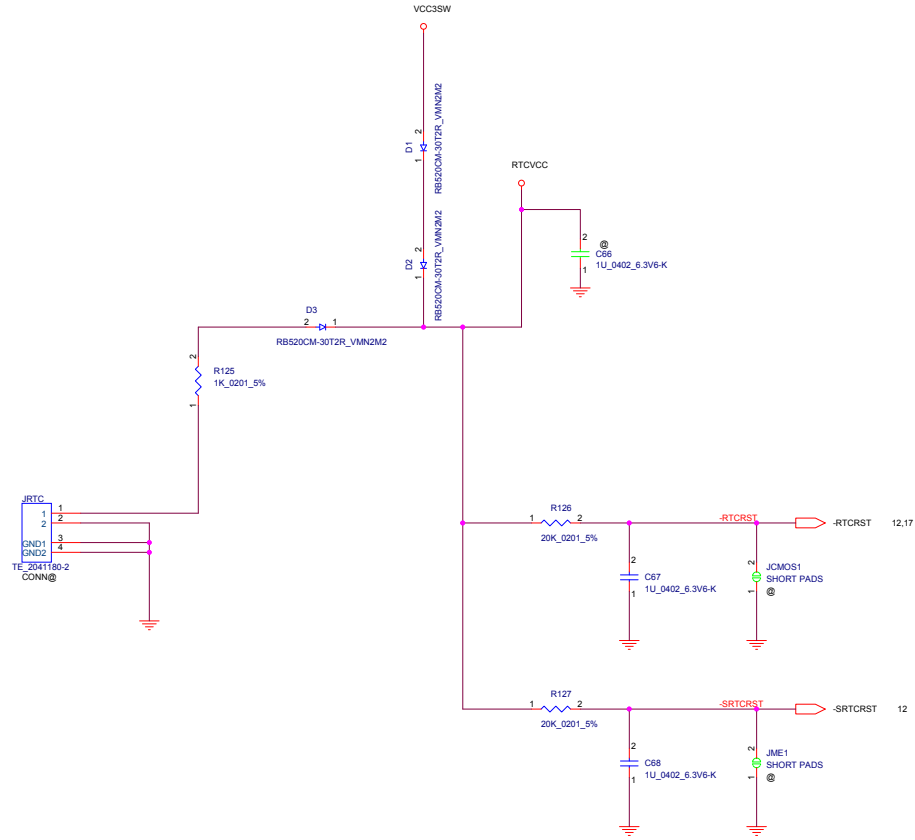 VCC3SW
2
D1
1
RB520CM-30T2R_VMN2M2
RTCVCC
2
D2
1
RB520CM-30T2R_VMN2M2
2
@
C66
1
1U_0402_6.3V6-K
D3
2
1
RB520CM-30T2R_VMN2M2
2
R125
1K_0201_5%
1
JRTC
1
1
2
2
GND1
3
GND2
4
TE_2041180-2
CONN@
R126
1
2
20K_0201_5%
-RTCRST
-RTCRST
12,17
2
C67
1
1U_0402_6.3V6-K
2
JCMOS1
SHORT PADS
1
@
R127
1
2
20K_0201_5%
-SRTCRST
-SRTCRST
12
2
C68
1
1U_0402_6.3V6-K
2
JME1
SHORT PADS
1
@